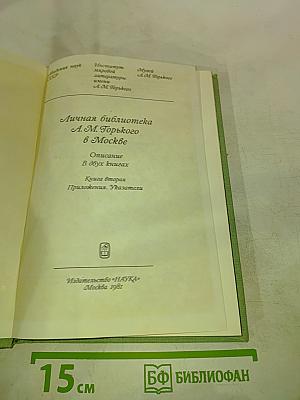 наук
Институт
мировой
литературы
имени
А.М.Горького
Музей
А.М.Горького
Личная библиотека
А.М.Горького
в Москве
Описание
В двух книгах
Книга вторая
Приложения. Указатели
Издательство «НАУКА»
Москва 1981
15 см
БФ БИБЛИОФАН